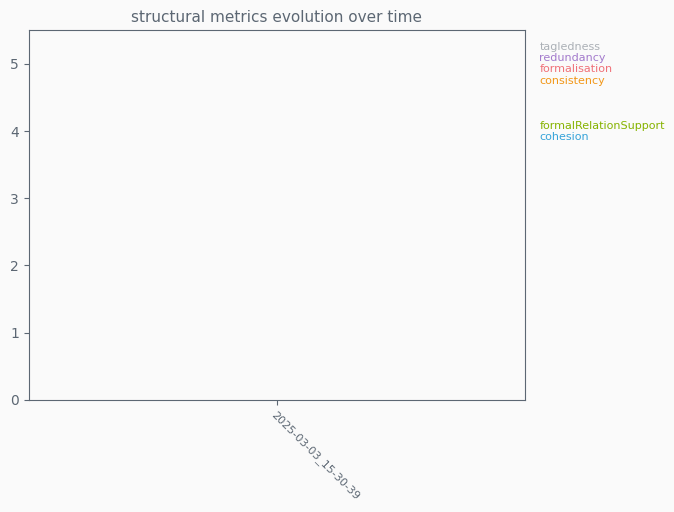 structural metrics evolution over time
tagledness
redundancy
formalisation
consistency
formalRelationSupport
cohesion
5
4
3
2
1
0
2025-03-03_15-30-39